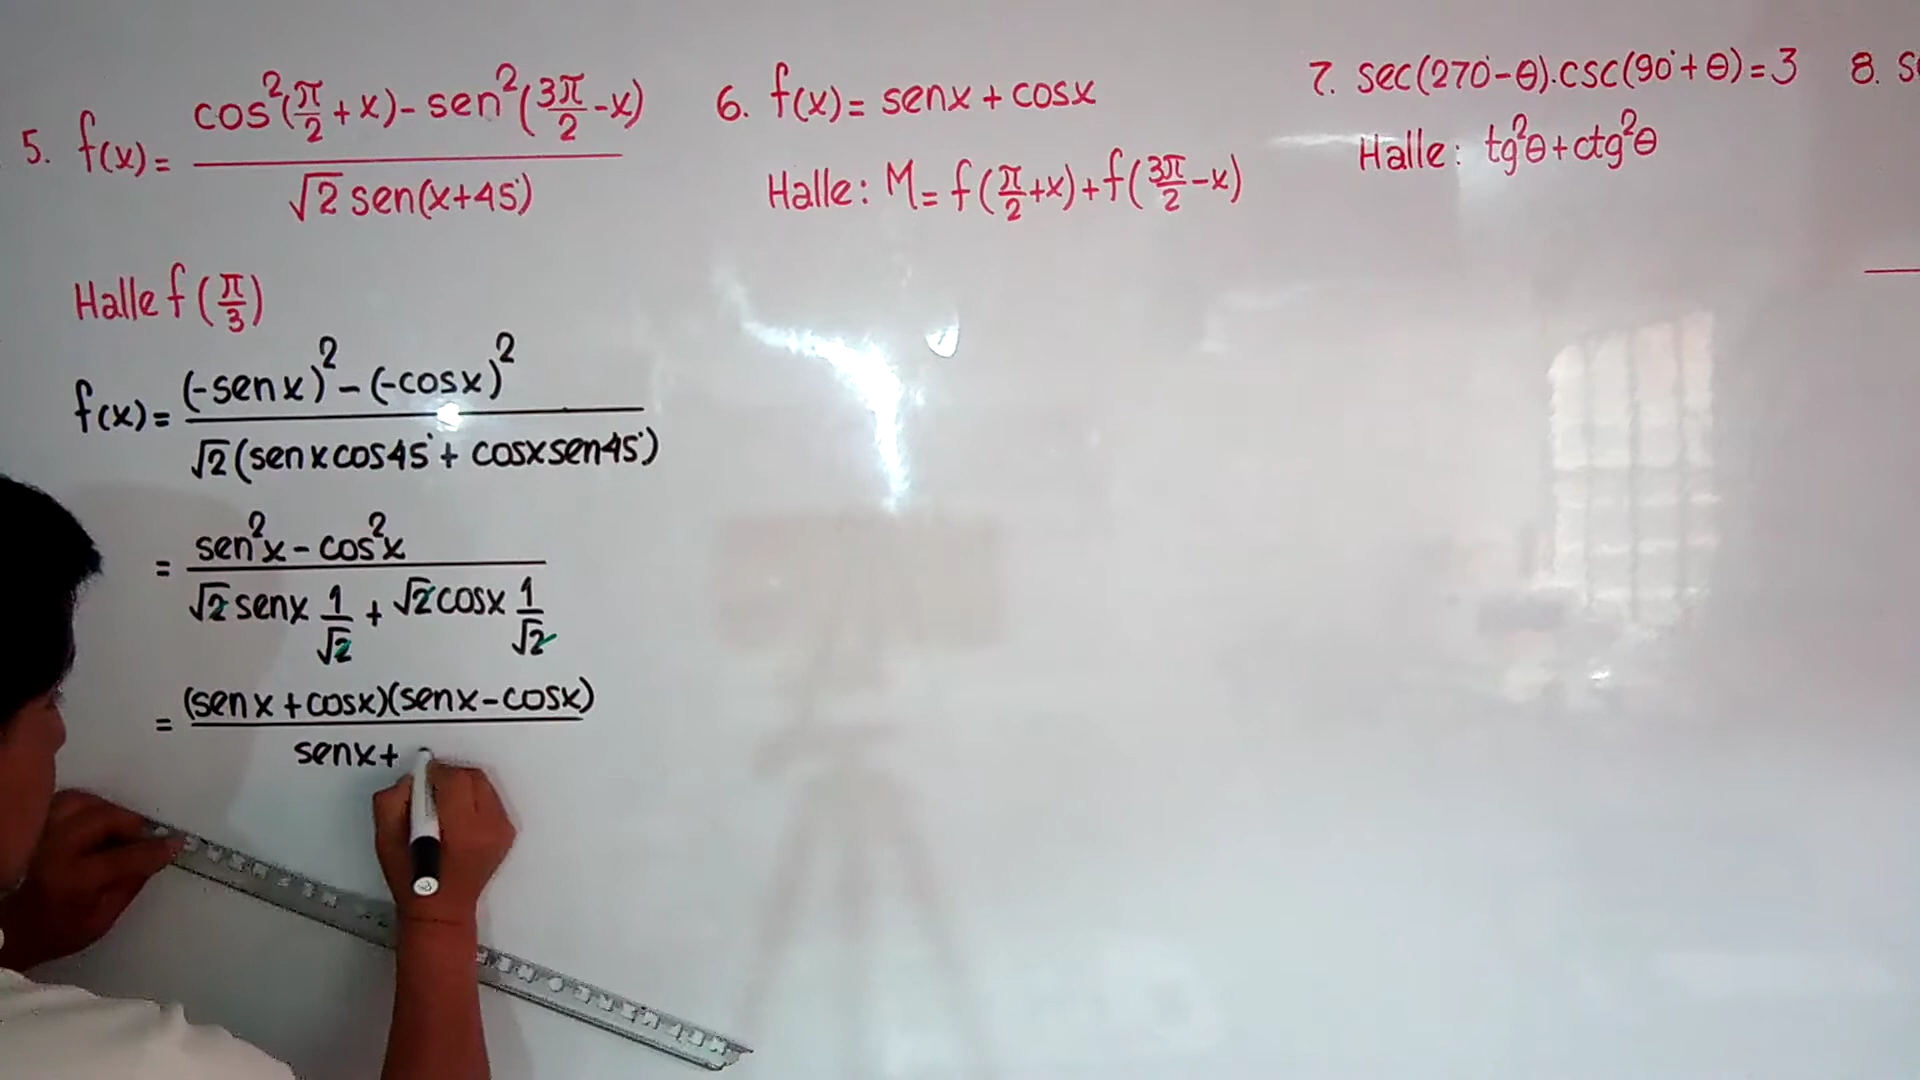 5. f(x)= cos²(π/2+x)-sen²(3π/2-x) / √2 sen(x+45°)
Halle f(π/3)
f(x)= (-senx)²-(-cosx)² / √2(senxcos45°+cosxsen45°)
= sen²x-cos²x / √2senx 1/√2 + √2cosx 1/√2
= (senx+cosx)(senx-cosx) / senx+
6. f(x)= senx+cosx
Halle: M= f(π/2+x)+f(3π/2-x)
7. sec(270°-θ).csc(90°+θ)=3
Halle: tg²θ+ctg²θ
8.